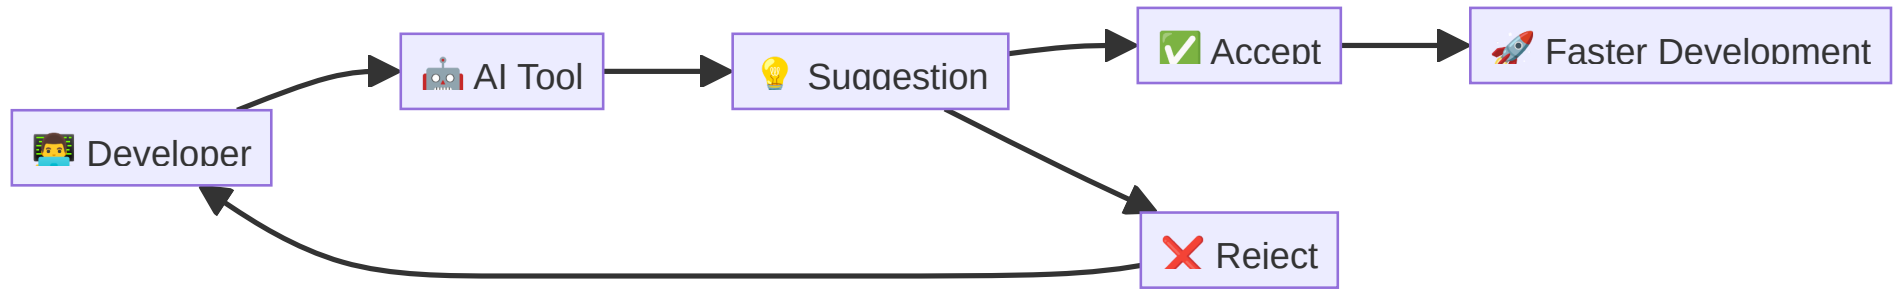 👨‍💻 Developer
🤖 AI Tool
💡 Suggestion
✅ Accept
🚀 Faster Development
❌ Reject